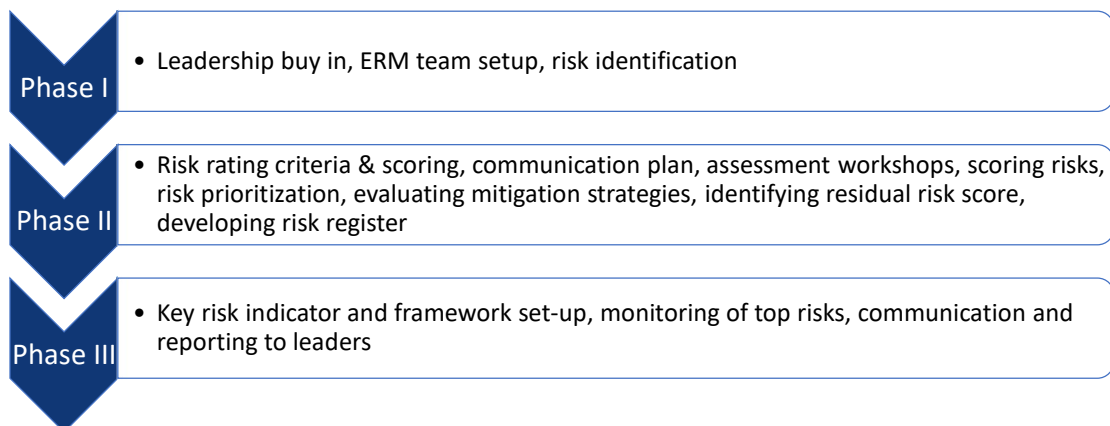 Phase I
• Leadership buy in, ERM team setup, risk identification
Phase II
• Risk rating criteria & scoring, communication plan, assessment workshops, scoring risks,
risk prioritization, evaluating mitigation strategies, identifying residual risk score,
developing risk register
Phase III
• Key risk indicator and framework set-up, monitoring of top risks, communication and
reporting to leaders